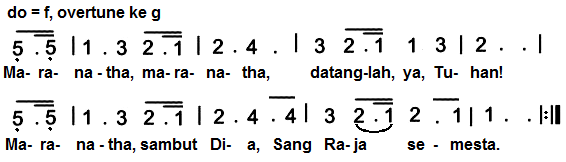 do = f, overtune ke g
5 . 5 | 1 . 3 2 . 1 | 2 . 4 . | 3 2 . 1 1 3 | 2 . . |
Ma- ra- na - tha, ma- ra- na - tha, datang-lah, ya, Tu- han!
5 . 5 | 1 . 3 2 . 1 | 2 . 4 . 4 | 3 2 . 1 2 . 1 | 1 . . |:||
Ma- ra- na - tha, sambut Di- a, Sang Ra- ja se - mesta.